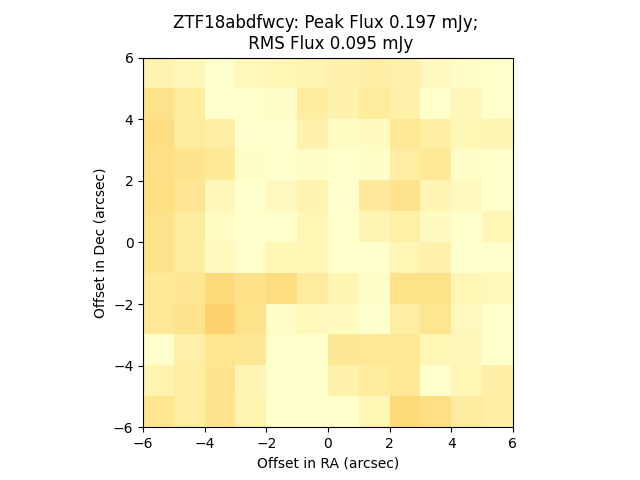 ZTF18abdfwcy: Peak Flux 0.197 mJy;
RMS Flux 0.095 mJy
6
4
2
0
−2
−4
−6
Offset in Dec (arcsec)
−6 −4 −2 0 2 4 6
Offset in RA (arcsec)